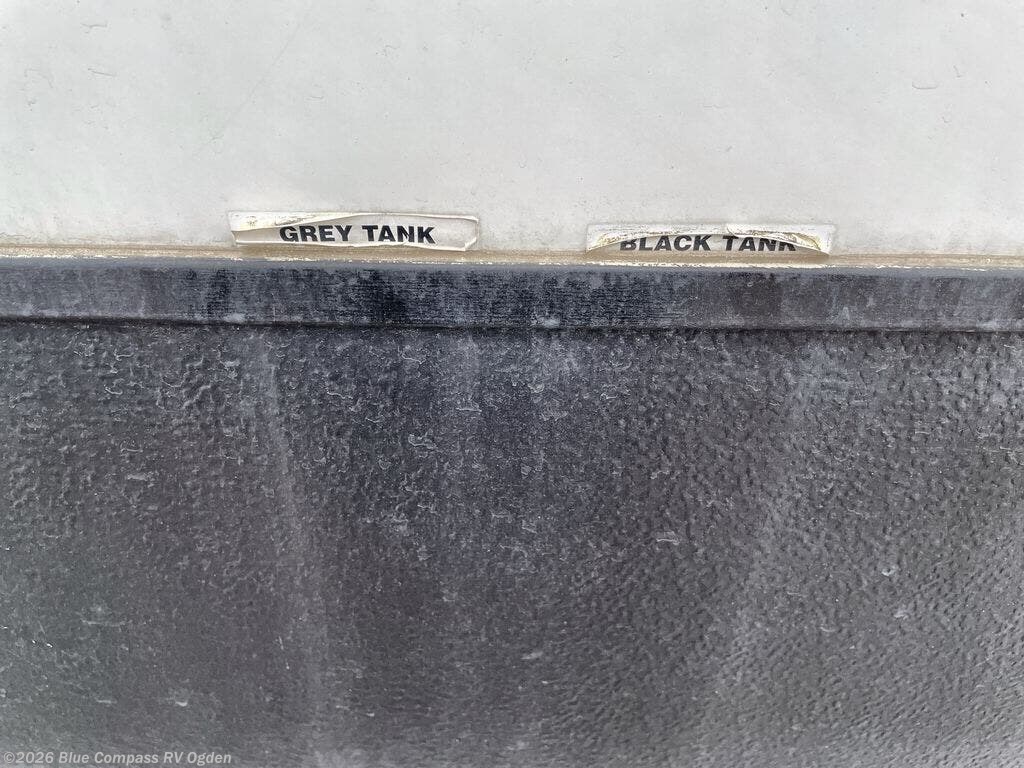 GREY TANK
BLACK TANK
©2026 Blue Compass RV Ogden